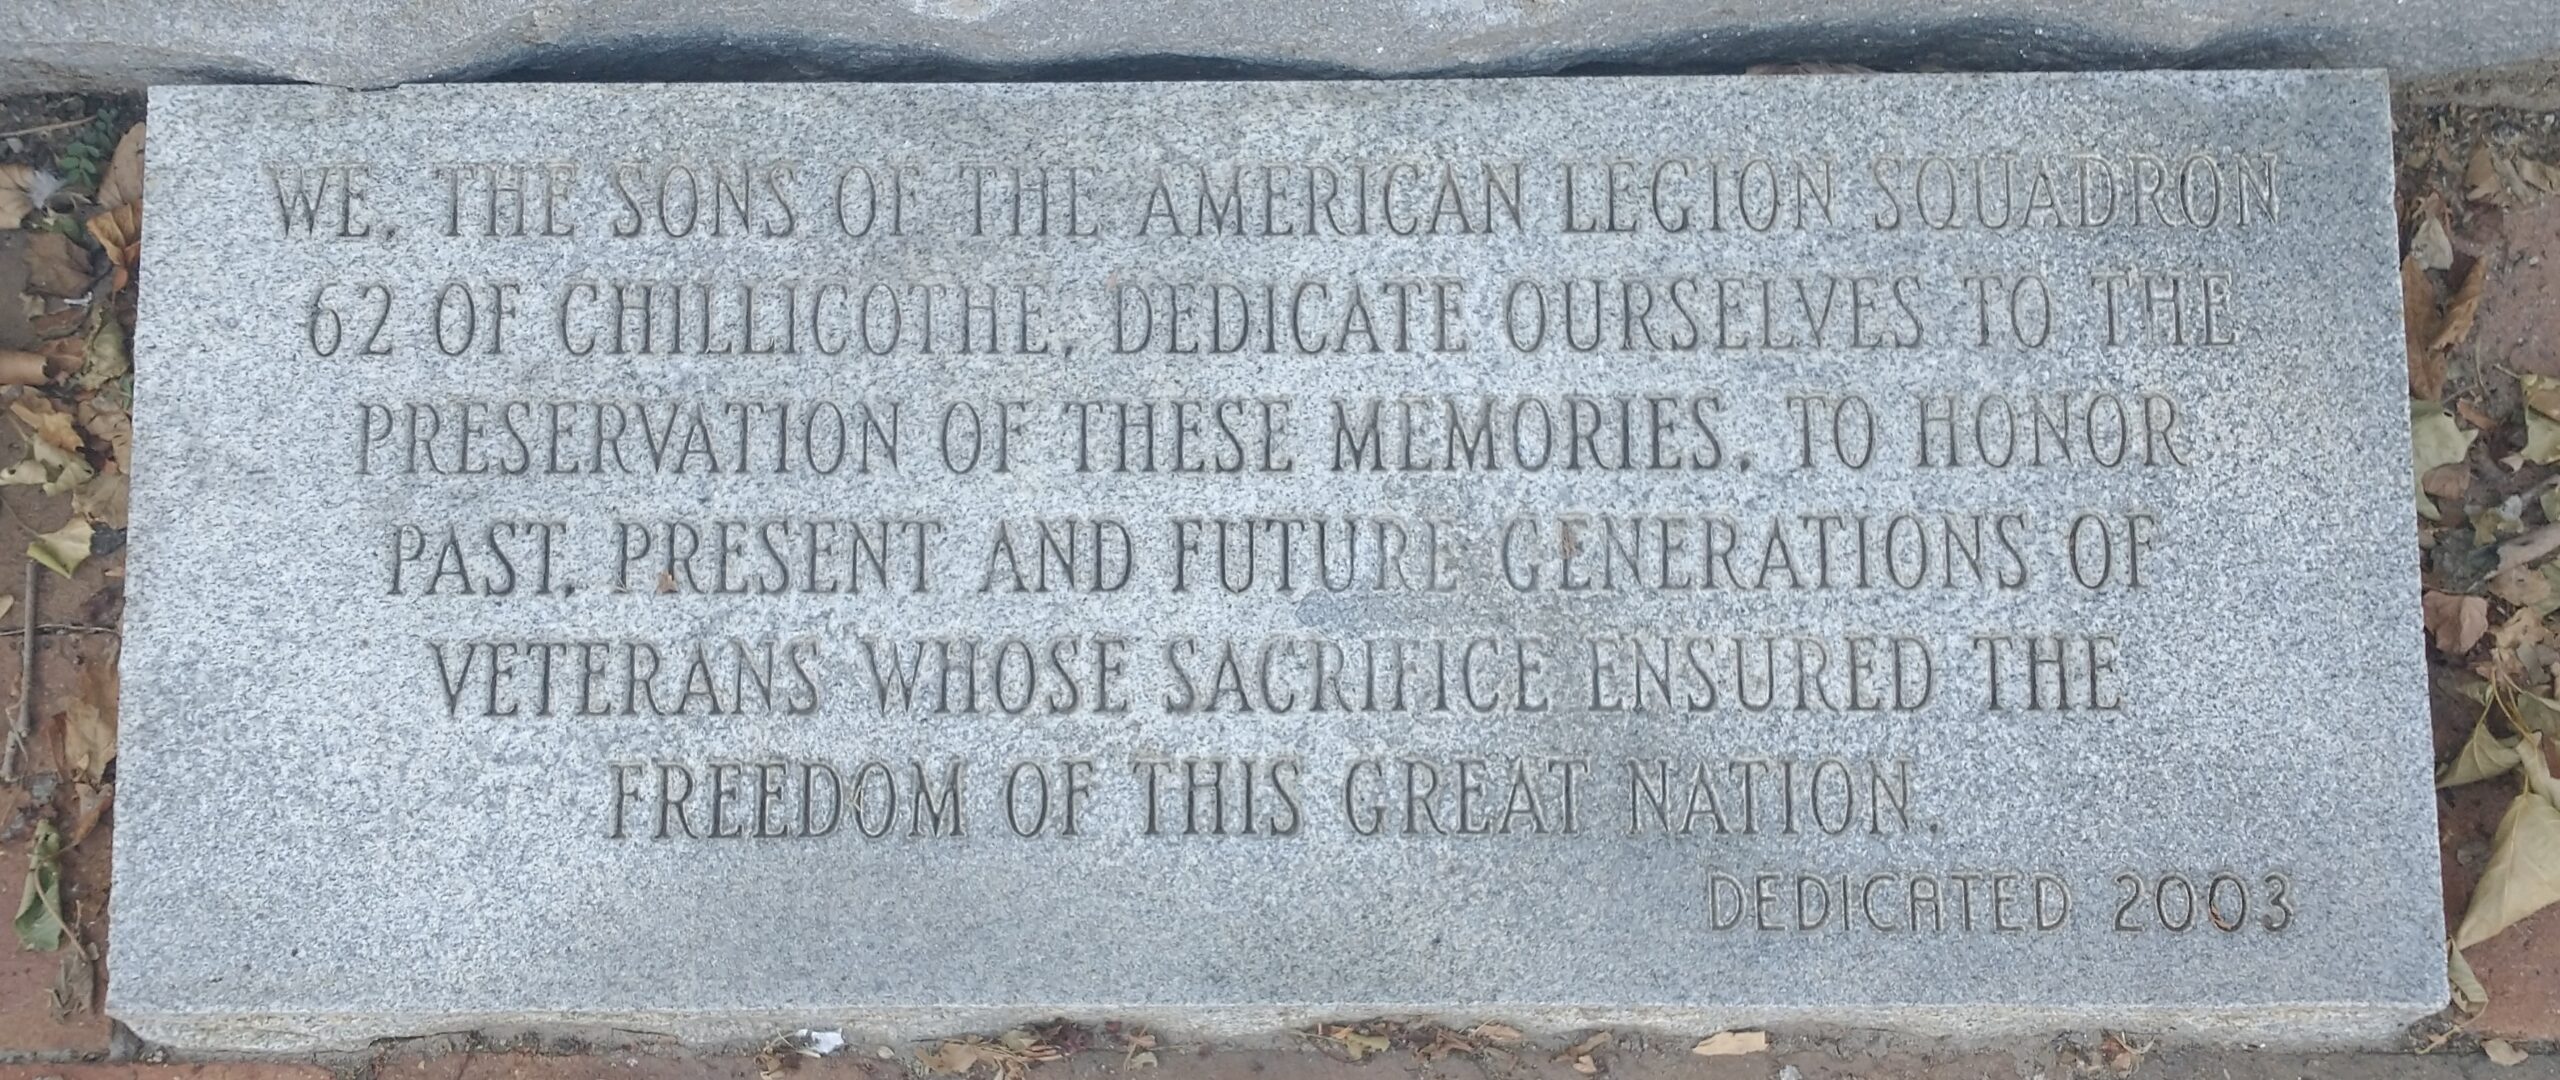 WE, THE SONS OF THE AMERICAN LEGION SQUADRON
62 OF CHILLICOTHE, DEDICATE OURSELVES TO THE
PRESERVATION OF THESE MEMORIES, TO HONOR
PAST, PRESENT AND FUTURE GENERATIONS OF
VETERANS WHOSE SACRIFICE ENSURED THE
FREEDOM OF THIS GREAT NATION.
DEDICATED 2003